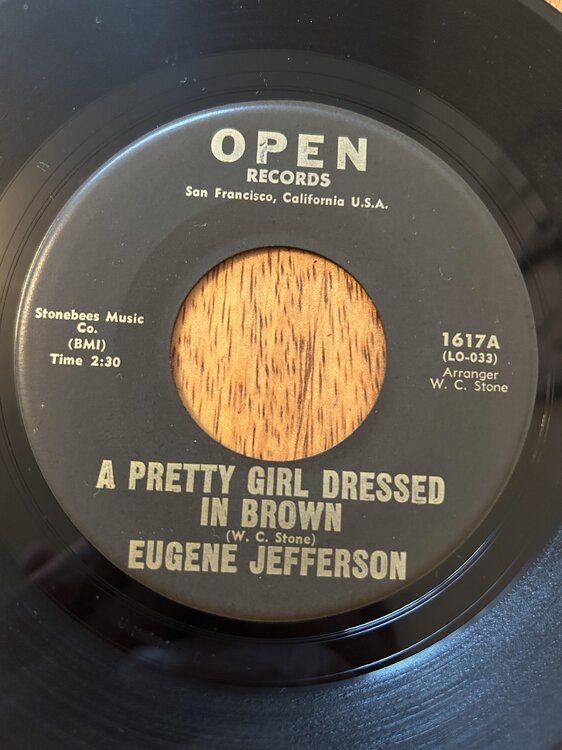 OPEN
RECORDS
San Francisco, California U.S.A.
Stonebees Music
Co.
(BMI)
Time 2:30
1617A
(LO-033)
Arranger
W. C. Stone
A PRETTY GIRL DRESSED
IN BROWN
(W. C. Stone)
EUGENE JEFFERSON